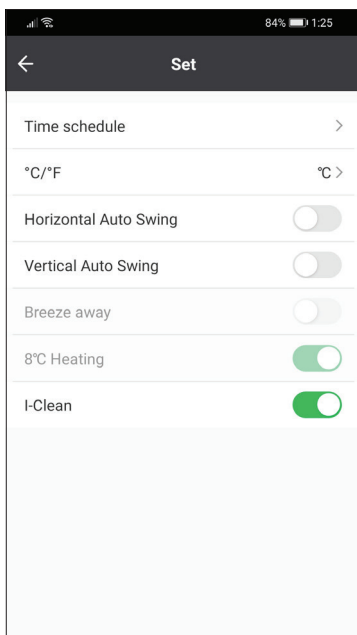 84% 1:25
Set
Time schedule
°C/°F ℃
Horizontal Auto Swing
Vertical Auto Swing
Breeze away
8℃ Heating
I-Clean